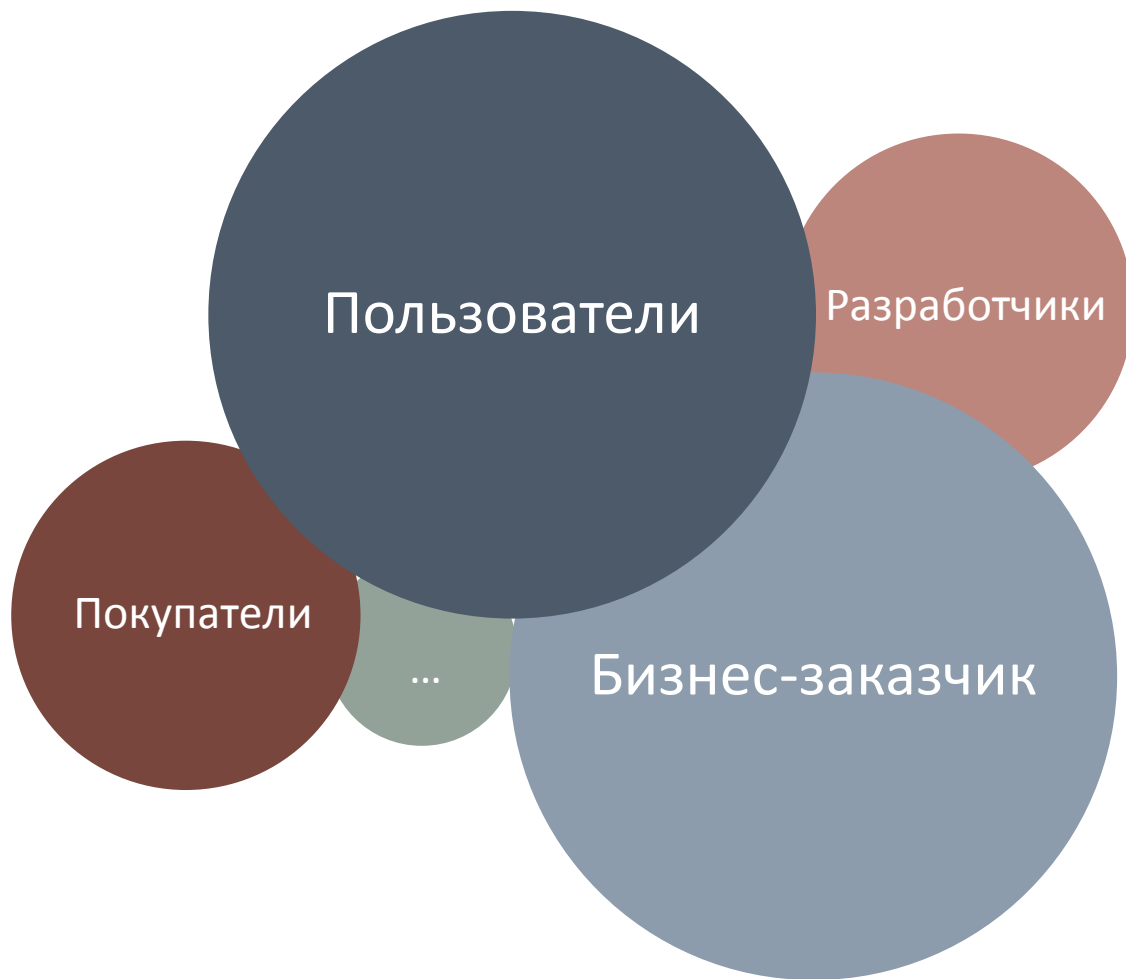 Пользователи
Разработчики
Покупатели
...
Бизнес-заказчик